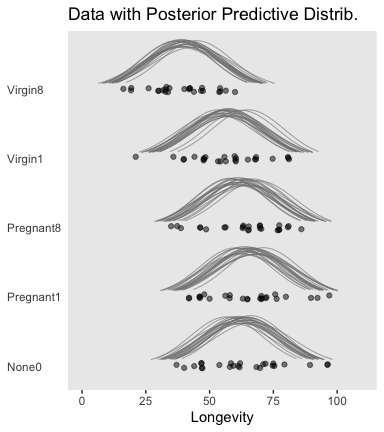 Data with Posterior Predictive Distrib.
Virgin8
Virgin1
Pregnant8
Pregnant1
None0
0 25 50 75 100
Longevity